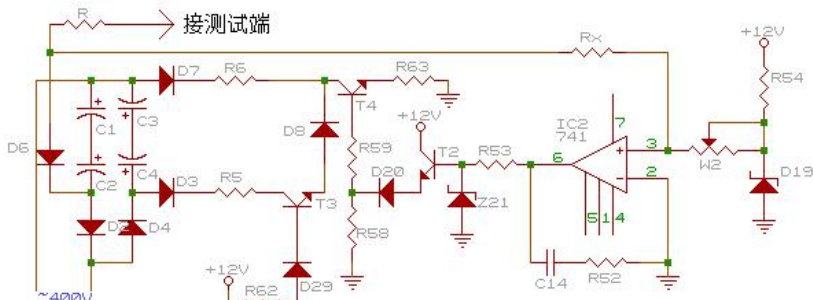 R
接测试端
Rx
+12V
R54
D7
R6
R63
T4
C1
C3
D8
+12V
IC2
741
7
R59
T2
R53
6
3
W2
D6
C2
C4
D3
R5
D20
2
D19
T3
Z21
5
1
4
D2
D4
R58
+12V
D29
C14
R52
R62
~400V